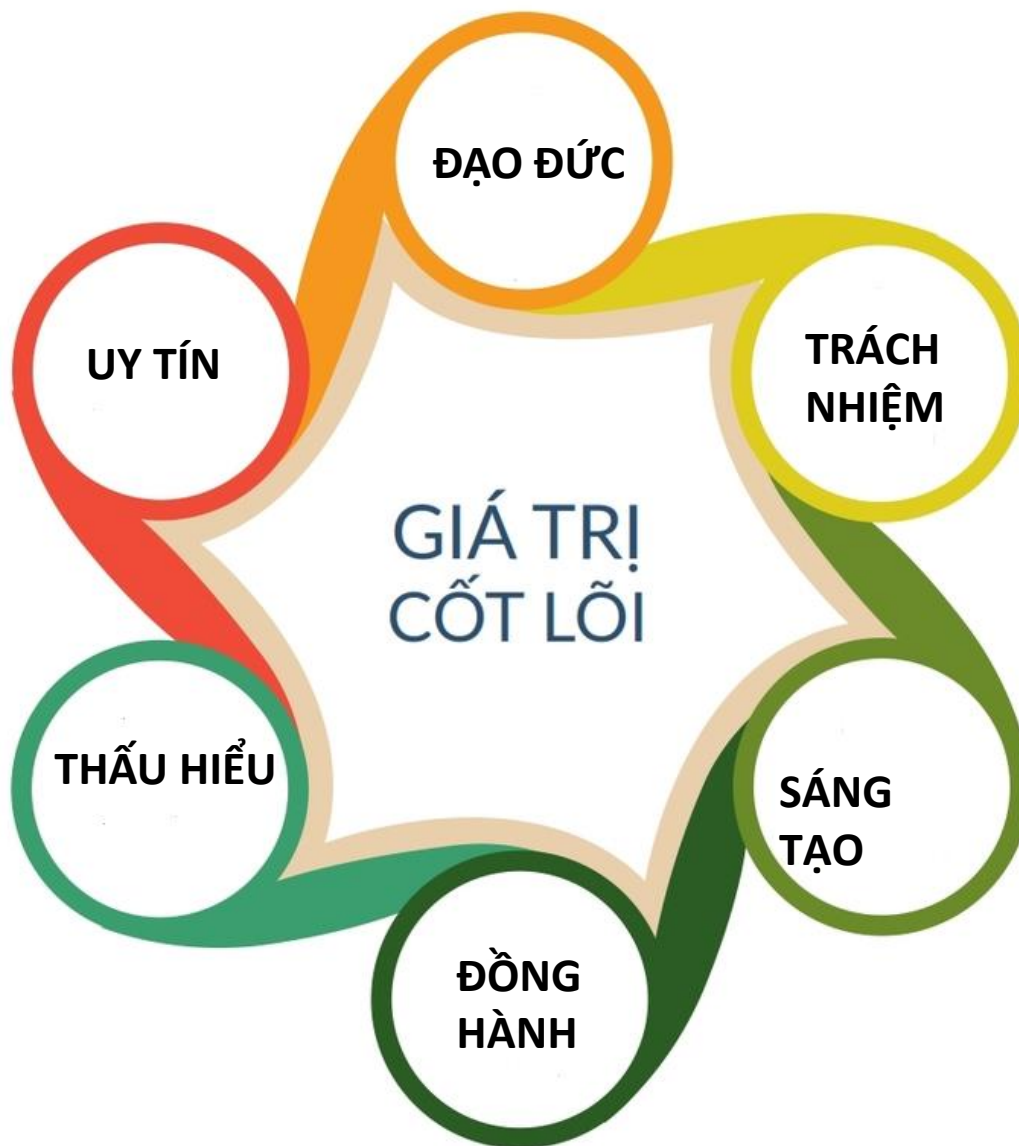 ĐẠO ĐỨC
UY TÍN
TRÁCH
NHIỆM
GIÁ TRỊ
CỐT LÕI
THẤU HIỂU
SÁNG
TẠO
ĐỒNG
HÀNH